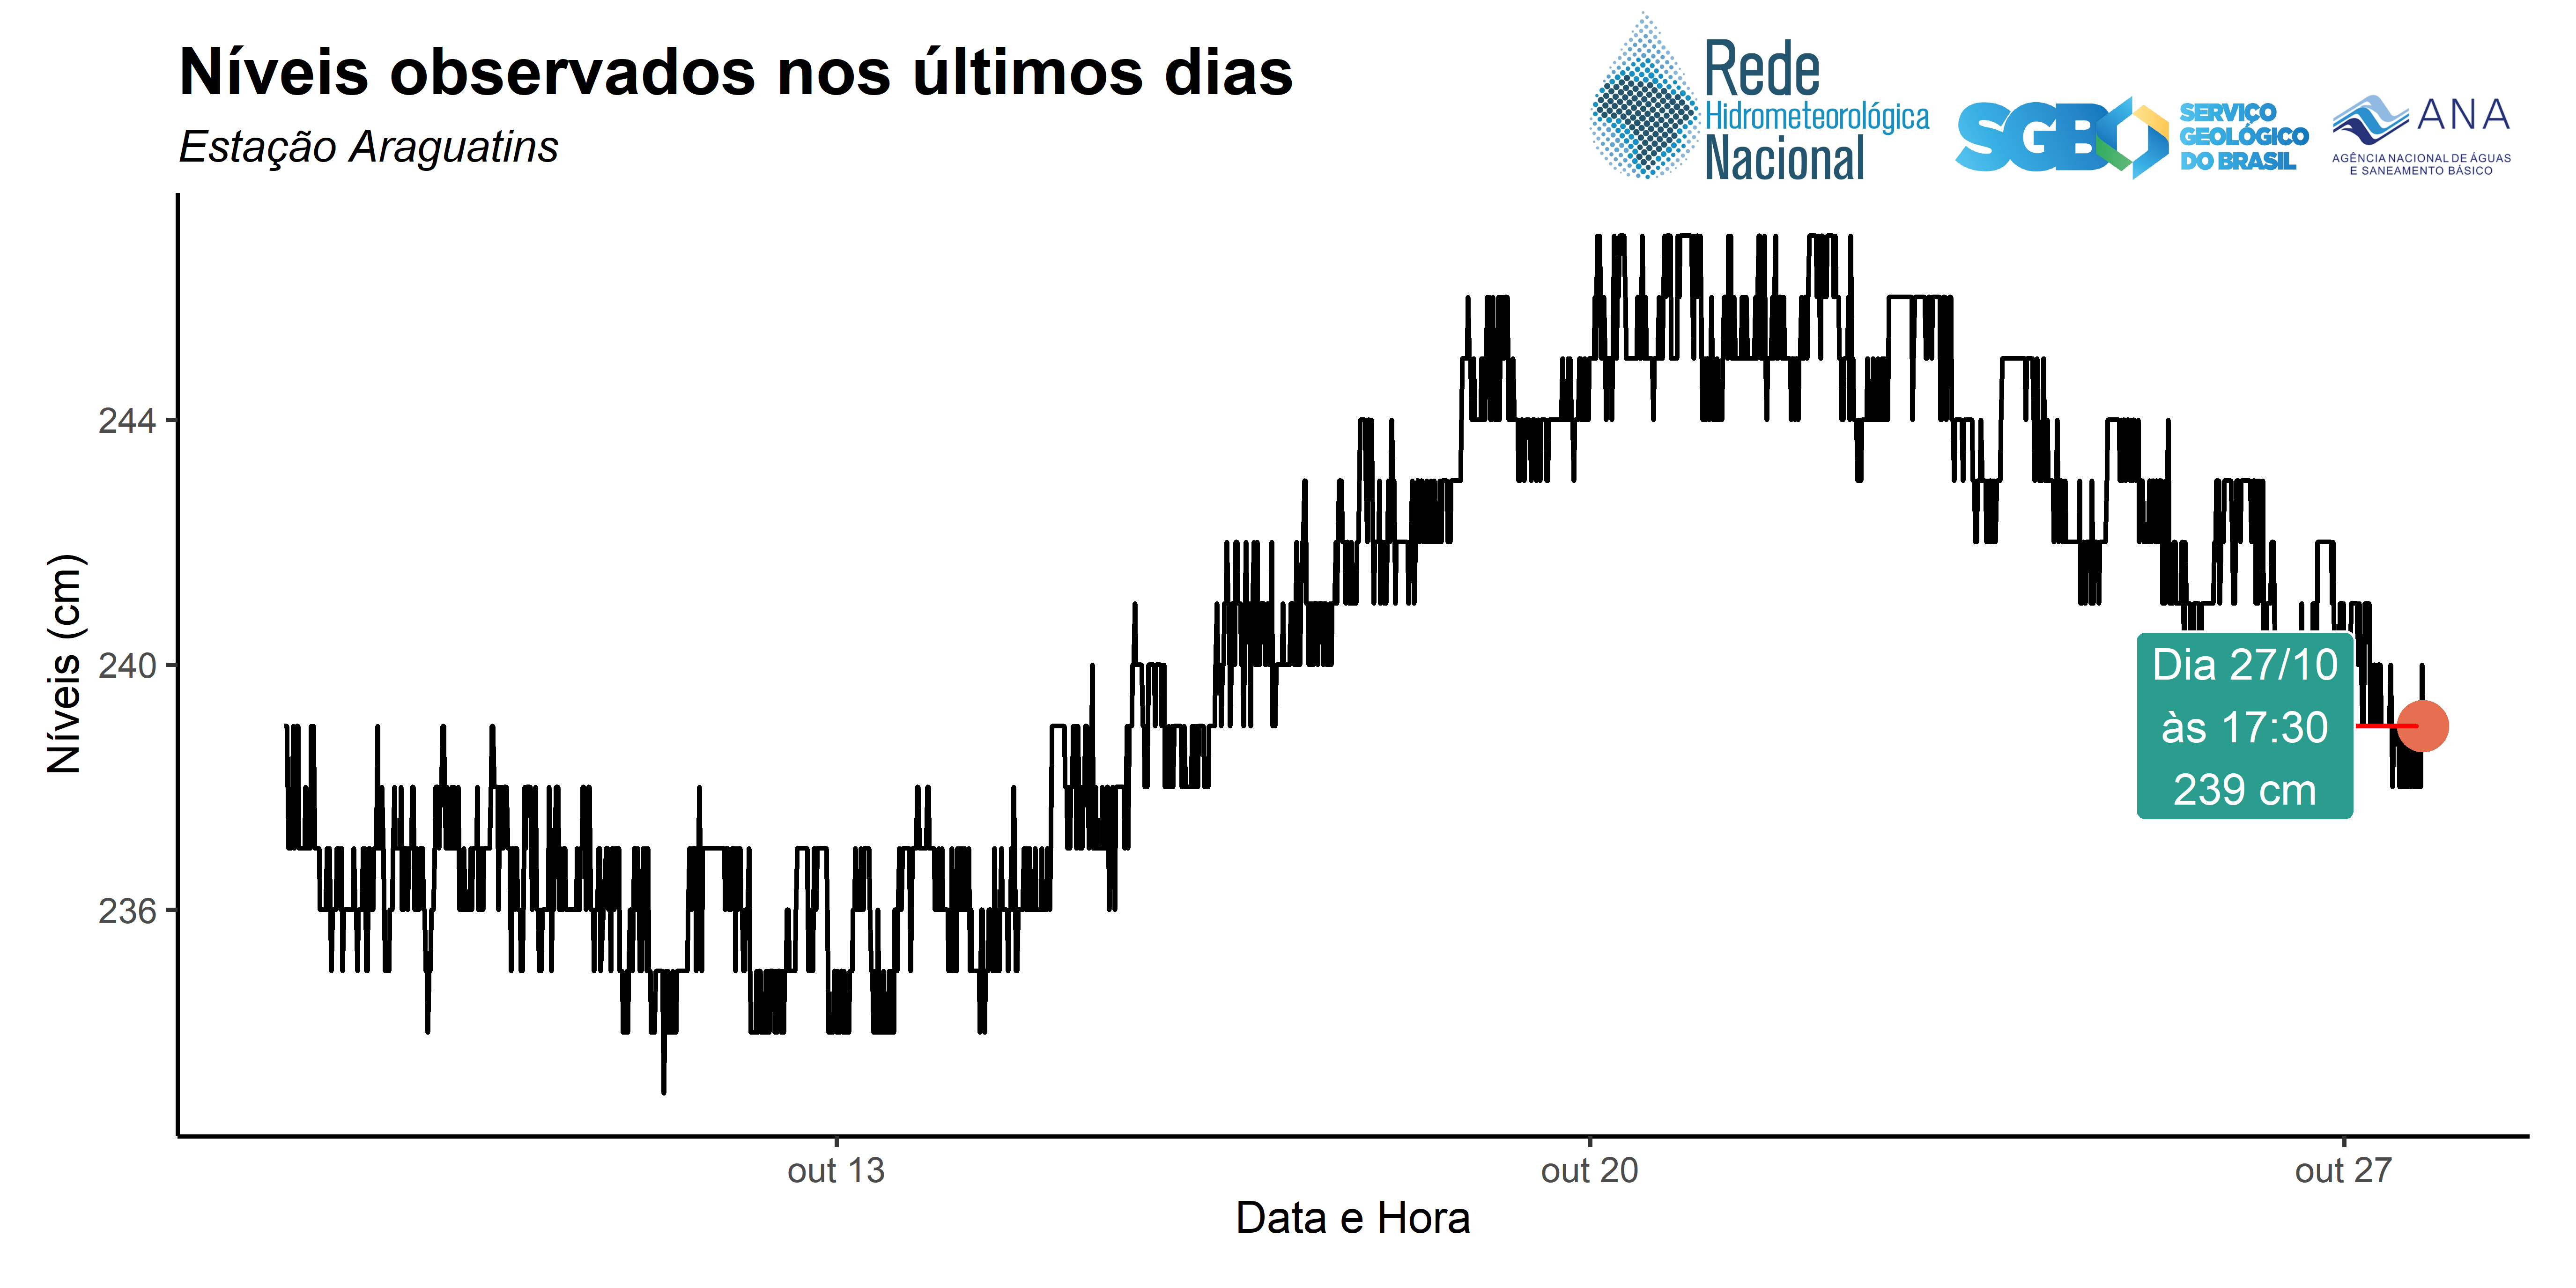 Níveis observados nos últimos dias
Estação Araguatins
Rede
Hidrometeorológica
Nacional
SGB
SERVIÇO
GEOLÓGICO
DO BRASIL
ANA
AGÊNCIA NACIONAL DE ÁGUAS
E SANEAMENTO BÁSICO
Níveis (cm)
244
240
236
Dia 27/10
às 17:30
239 cm
out 13
out 20
out 27
Data e Hora